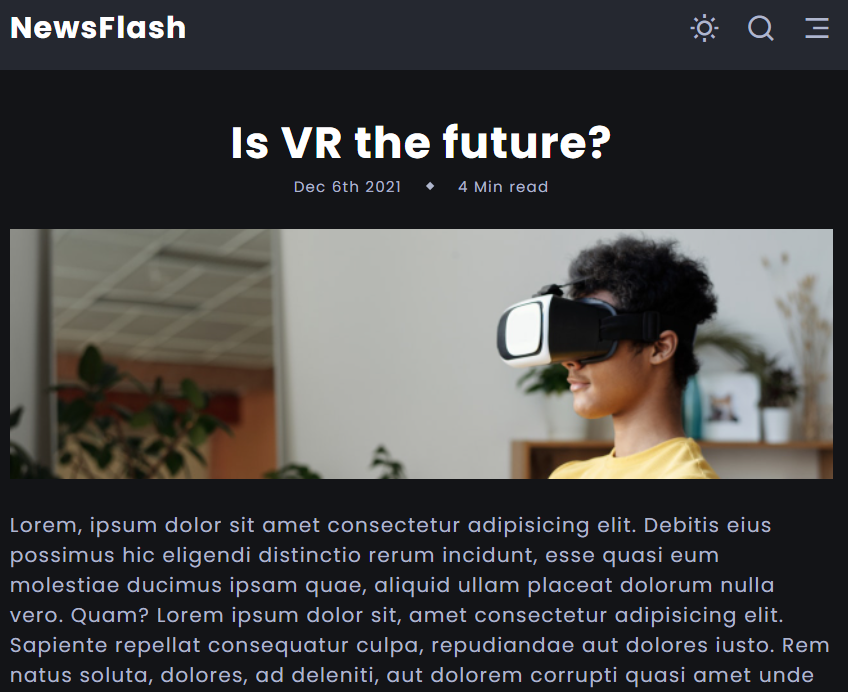 NewsFlash
Is VR the future?
Dec 6th 2021 ◆ 4 Min read
Lorem, ipsum dolor sit amet consectetur adipisicing elit. Debitis eius
possimus hic eligendi distinctio rerum incidunt, esse quasi eum
molestiae ducimus ipsam quae, aliquid ullam placeat dolorum nulla
vero. Quam? Lorem ipsum dolor sit, amet consectetur adipisicing elit.
Sapiente repellat consequatur culpa, repudiandae aut dolores iusto. Rem
natus soluta, dolores, ad deleniti, aut dolorem corrupti quasi amet unde